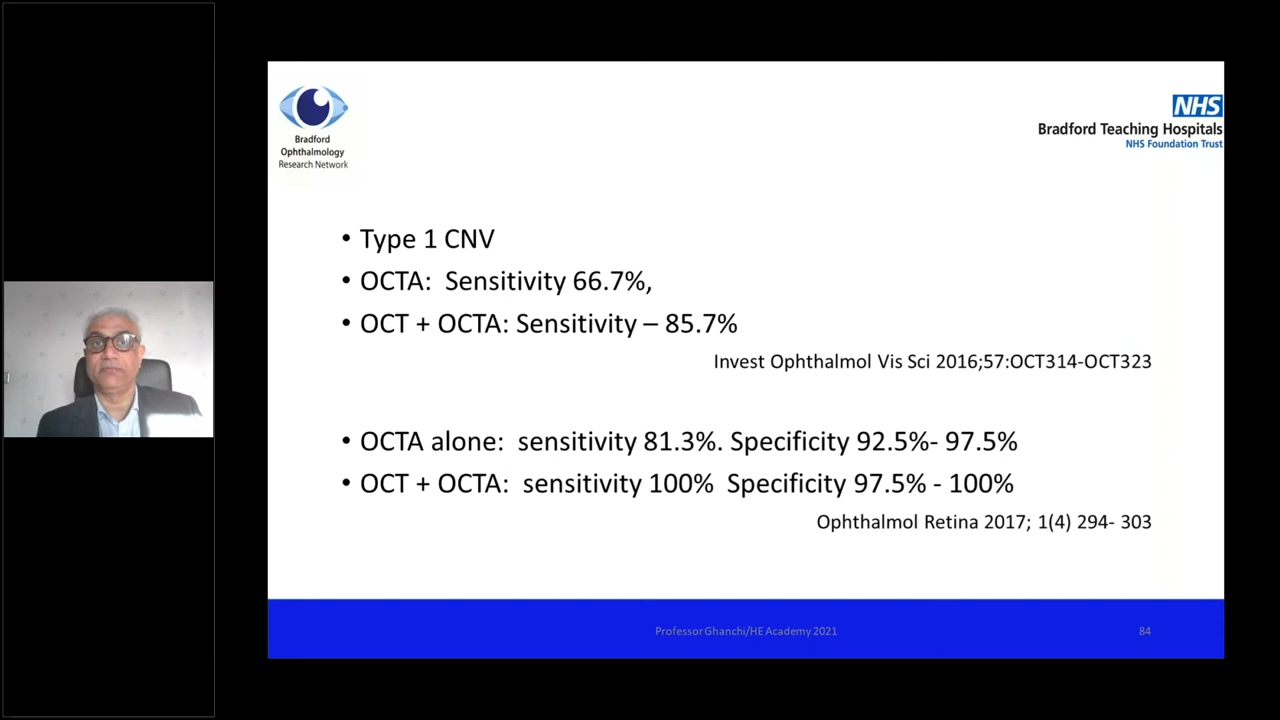 Bradford
Ophthalmology
Research Network
NHS
Bradford Teaching Hospitals
NHS Foundation Trust
• Type 1 CNV
• OCTA:  Sensitivity 66.7%,
• OCT + OCTA: Sensitivity – 85.7%
Invest Ophthalmol Vis Sci 2016;57:OCT314-OCT323
• OCTA alone:  sensitivity 81.3%. Specificity 92.5%- 97.5%
• OCT + OCTA:  sensitivity 100%  Specificity 97.5% - 100%
Ophthalmol Retina 2017; 1(4) 294- 303
Professor Ghanchi/HE Academy 2021
84